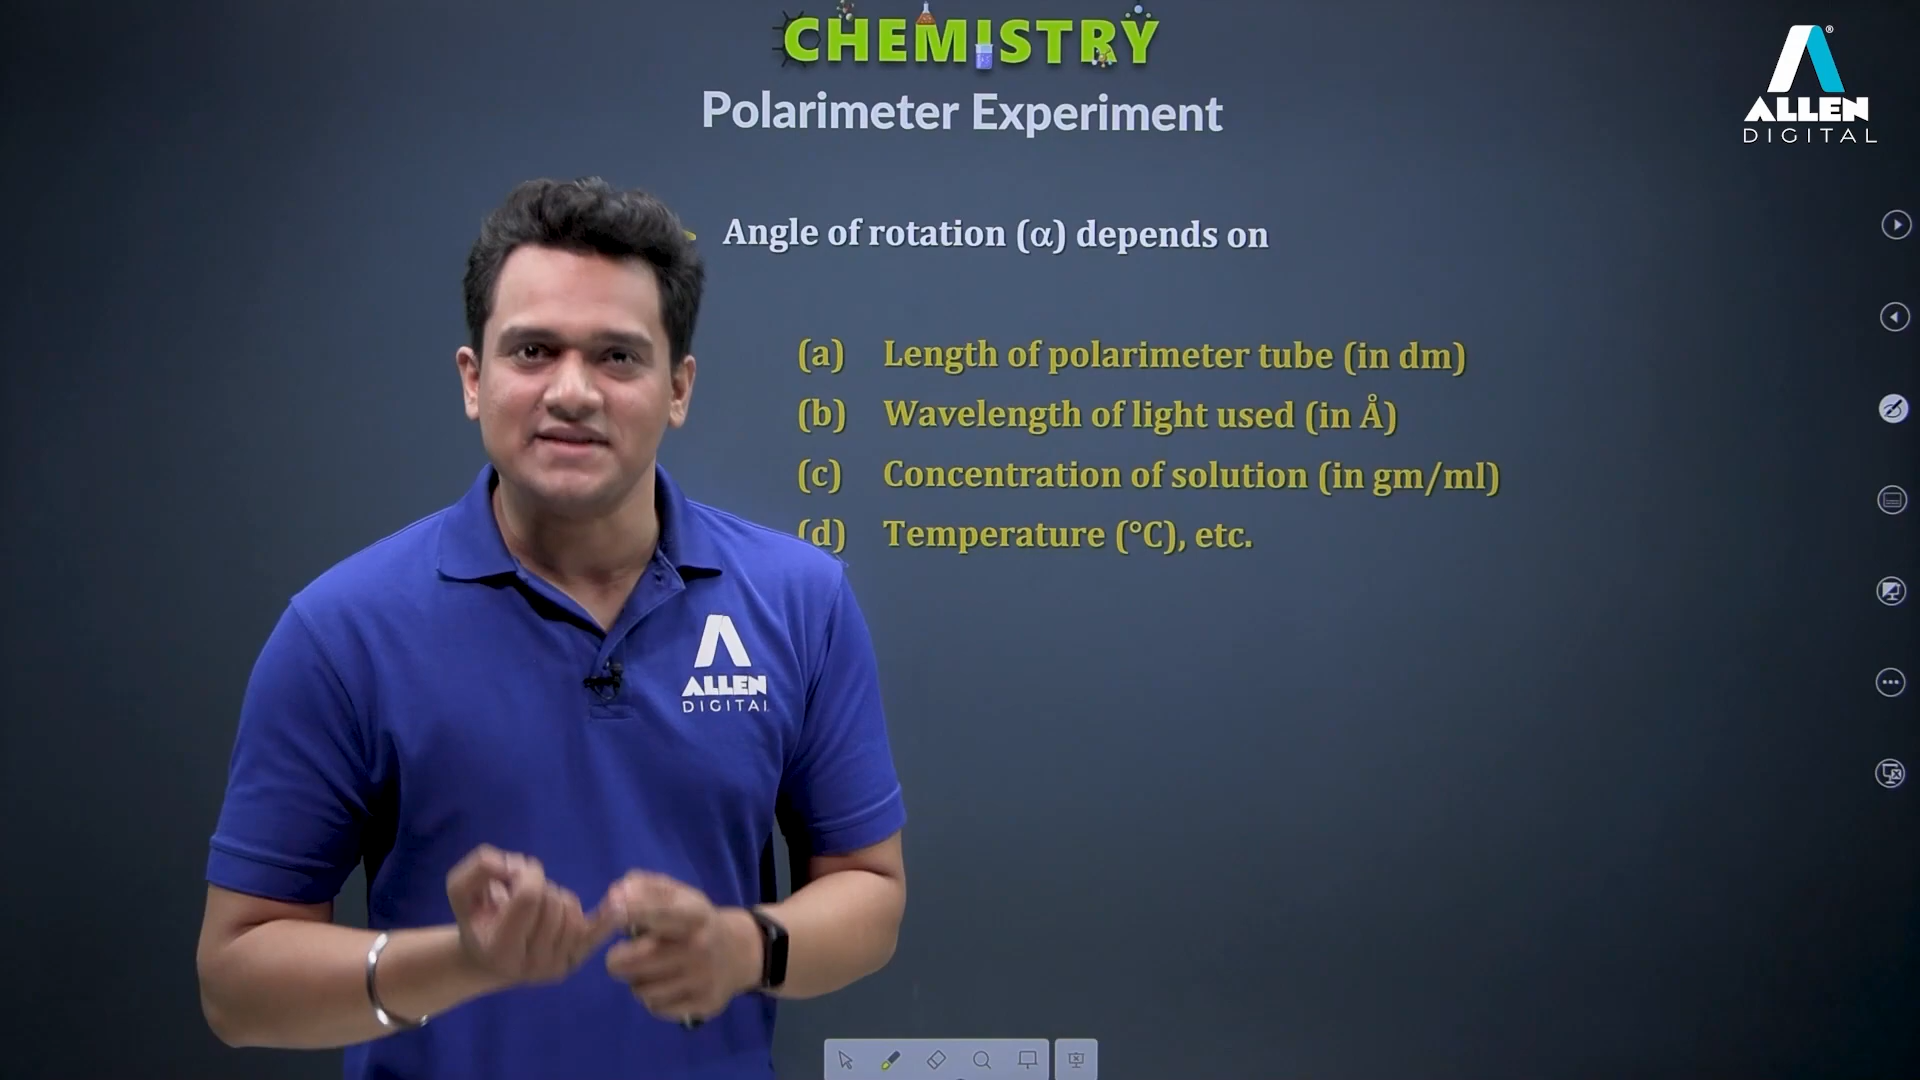 CHEMISTRY
Polarimeter Experiment
ALLEN
DIGITAL
Angle of rotation (α) depends on
(a) Length of polarimeter tube (in dm)
(b) Wavelength of light used (in Å)
(c) Concentration of solution (in gm/ml)
(d) Temperature (°C), etc.
ALLEN
DIGITAL